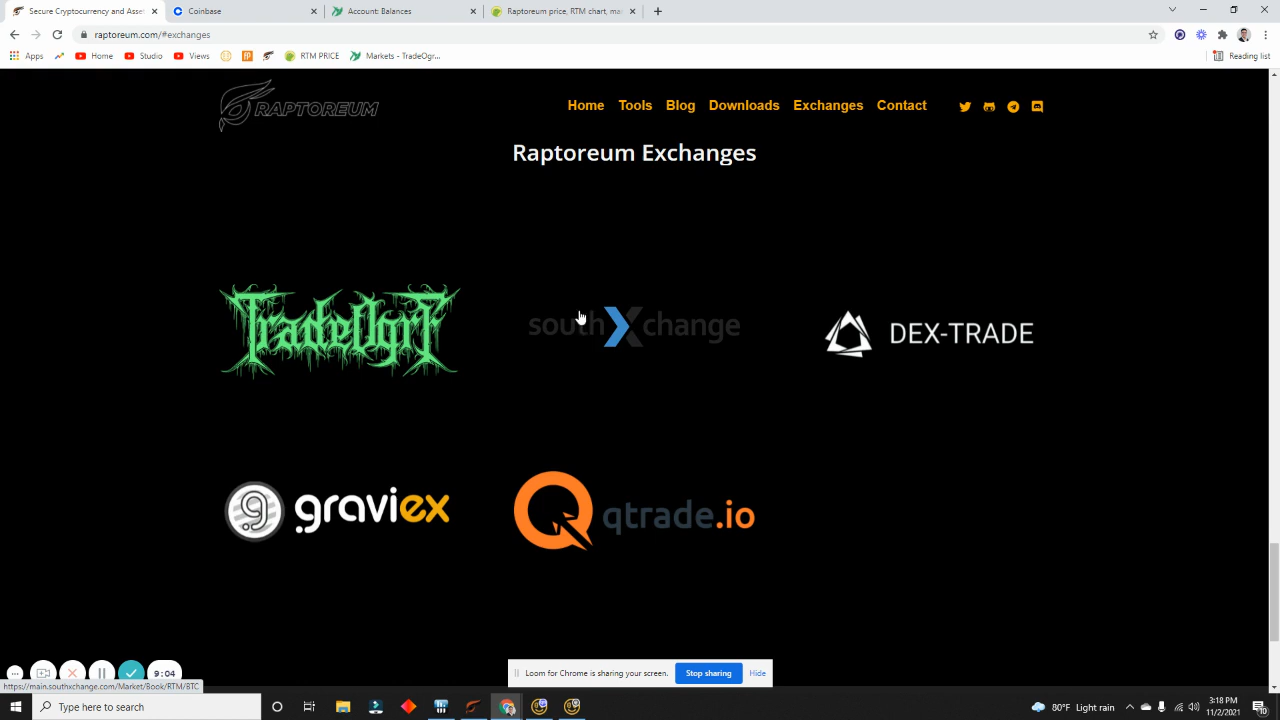 Secure Cryptocurrency and Asse
Coinbase
Account: Balances
Raptoreum price, RTM chart, ma
raptoreum.com/#exchanges
Reading list
Apps
Home
Studio
Views
RTM PRICE
Markets - TradeOgr...
RAPTOREUM
Home
Tools
Blog
Downloads
Exchanges
Contact
Raptoreum Exchanges
TradeOgre
southXchange
DEX-TRADE
graviex
qtrade.io
9:04
Loom for Chrome is sharing your screen.
Stop sharing
Hide
https://main.southxchange.com/Market/Book/RTM/BTC
Type here to search
80°F Light rain
3:18 PM
11/2/2021
10